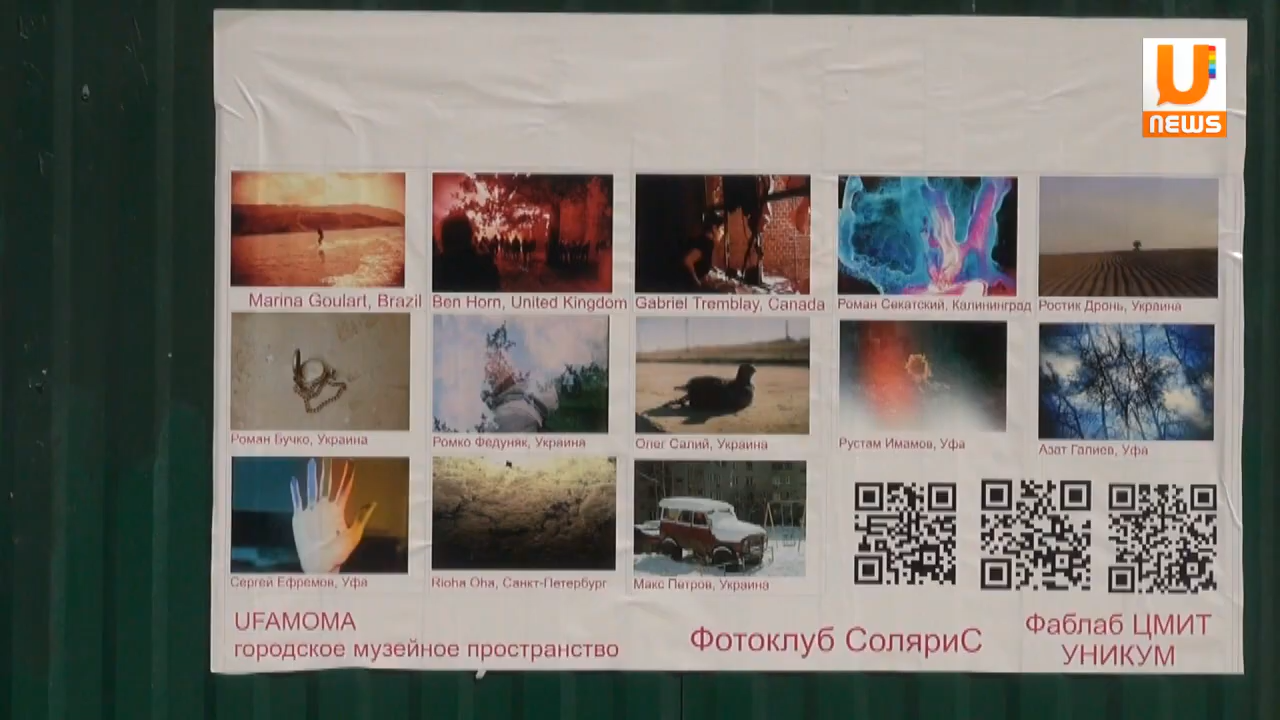 U
NEWS
Marina Goulart, Brazil
Ben Horn, United Kingdom
Gabriel Tremblay, Canada
Роман Секатский, Калининград
Ростик Дронь, Украина
Роман Бучко, Украина
Ромко Федуняк, Украина
Олег Салий, Украина
Рустам Имамов, Уфа
Азат Галиев, Уфа
Сергей Ефремов, Уфа
Rioha Oha, Санкт-Петербург
Макс Петров, Украина
UFAMOMA
городское музейное пространство
Фотоклуб СоляриС
Фаблаб ЦМИТ
УНИКУМ